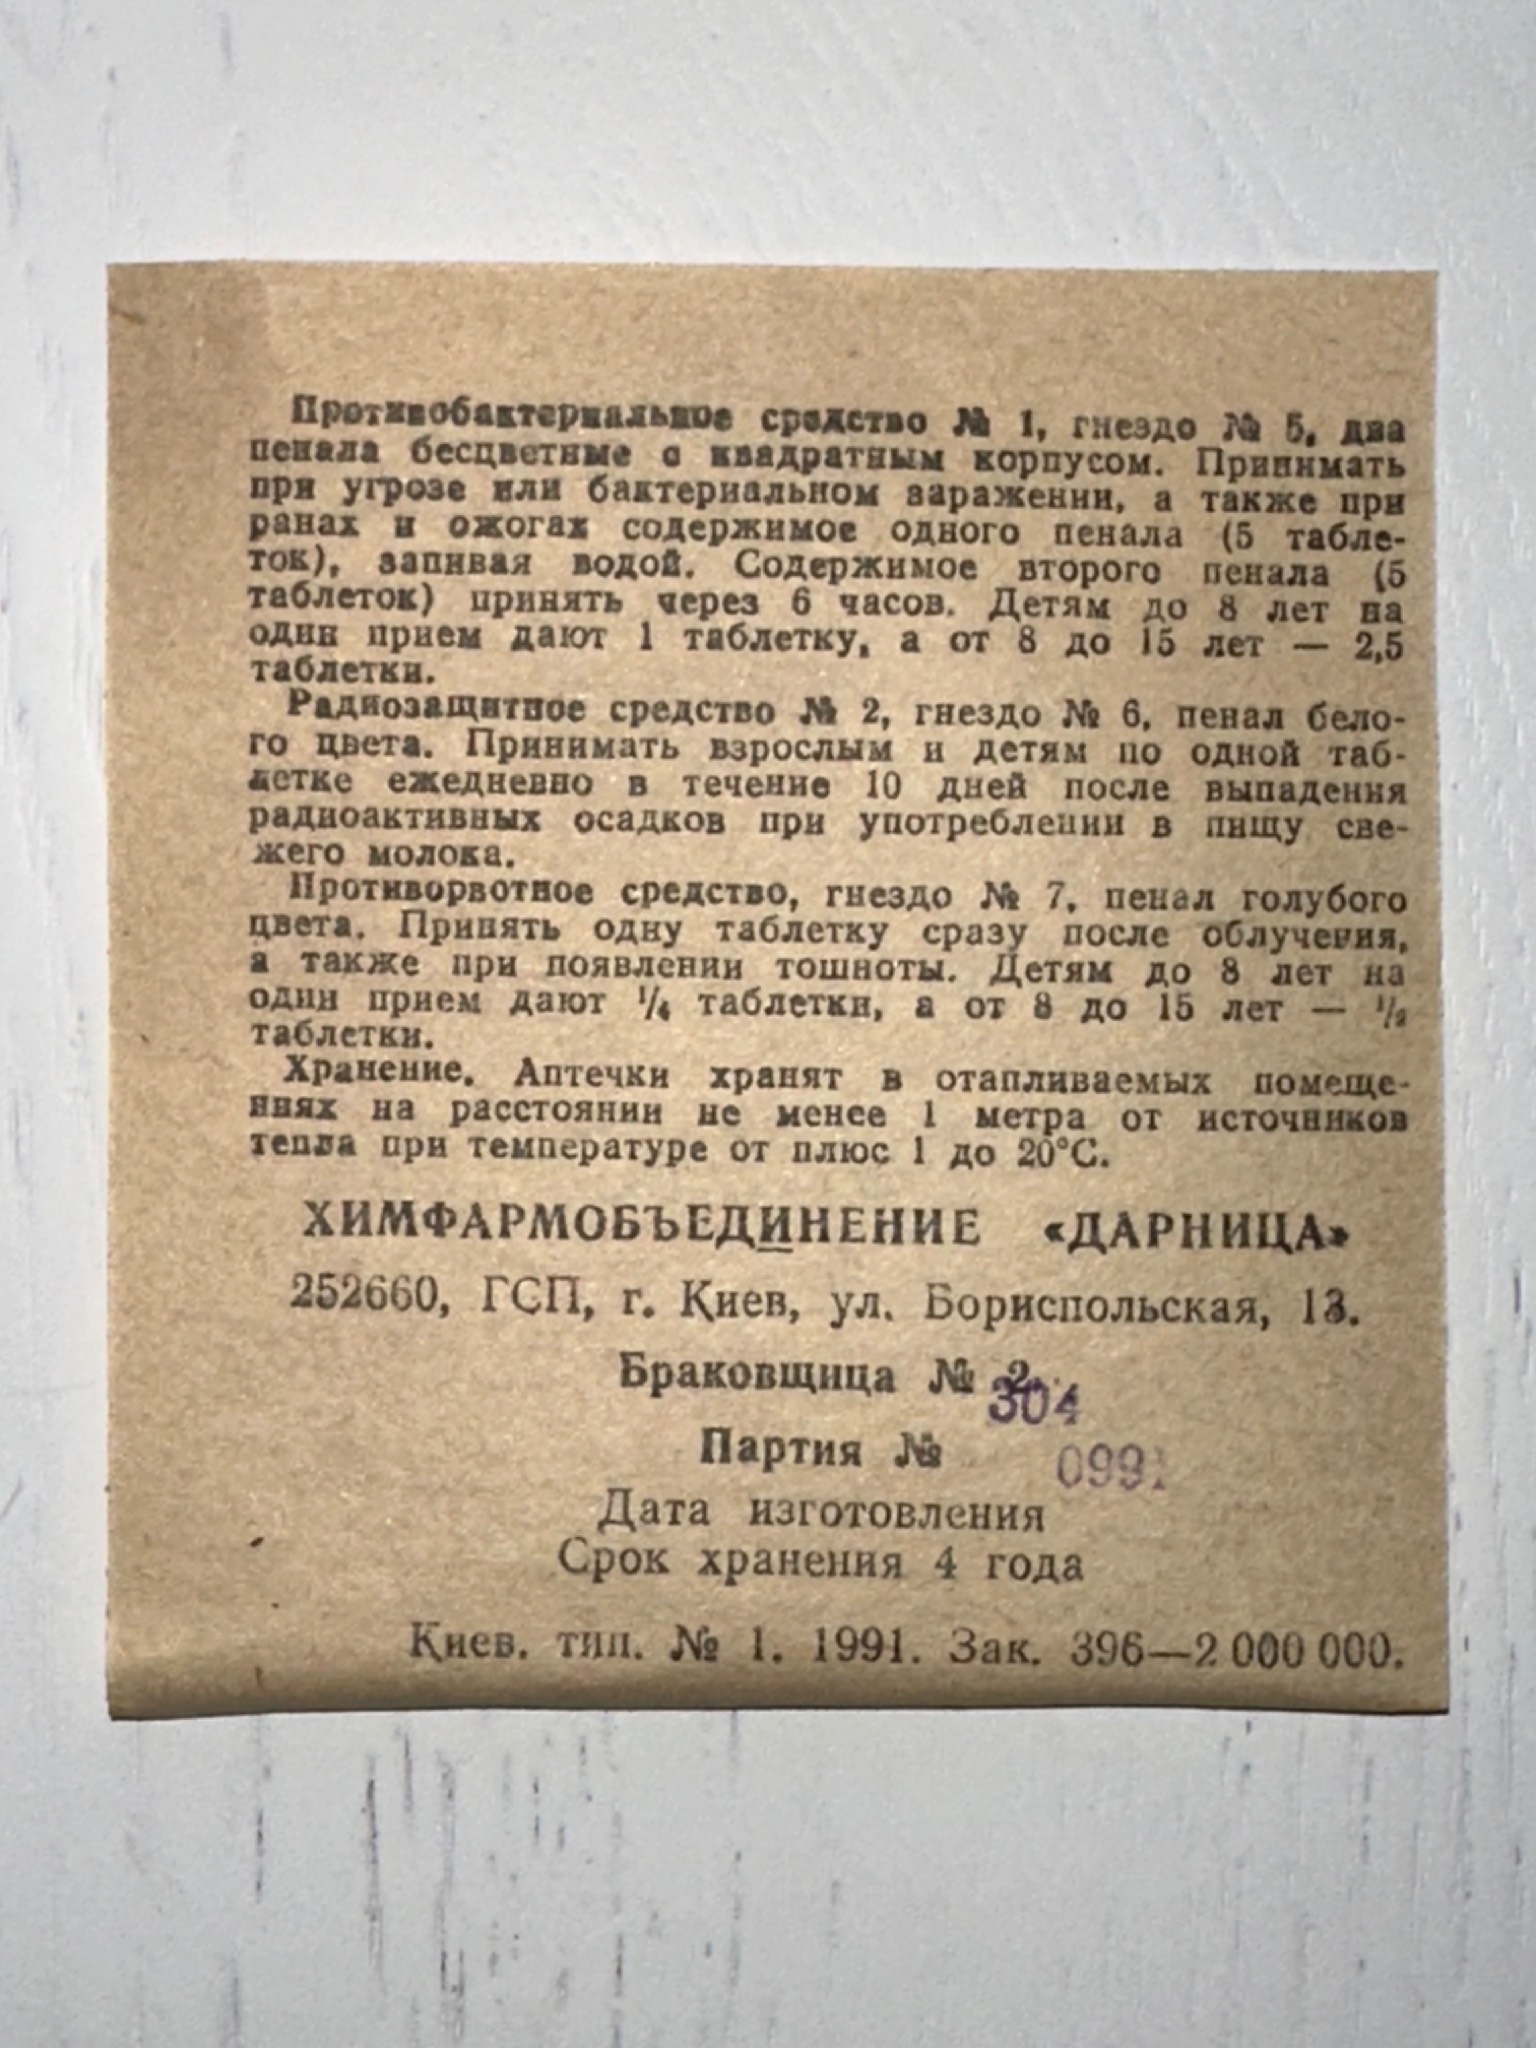 Противобактериальное средство № 1, гнездо № 5, два
пенала бесцветные с квадратным корпусом. Принимать
при угрозе или бактериальном заражении, а также при
ранах и ожогах содержимое одного пенала (5 табле-
ток), запивая водой. Содержимое второго пенала (5
таблеток) принять через 6 часов. Детям до 8 лет на
один прием дают 1 таблетку, а от 8 до 15 лет — 2,5
таблетки.
Радиозащитное средство № 2, гнездо № 6, пенал бело-
го цвета. Принимать взрослым и детям по одной таб-
летке ежедневно в течение 10 дней после выпадения
радиоактивных осадков при употреблении в пищу све-
жего молока.
Противорвотное средство, гнездо № 7, пенал голубого
цвета. Принять одну таблетку сразу после облучения,
а также при появлении тошноты. Детям до 8 лет на
один прием дают 1/4 таблетки, а от 8 до 15 лет — 1/2
таблетки.
Хранение. Аптечки хранят в отапливаемых помеще-
ниях на расстоянии не менее 1 метра от источников
тепла при температуре от плюс 1 до 20°С.
ХИМФАРМОБЪЕДИНЕНИЕ «ДАРНИЦА»
252660, ГСП, г. Киев, ул. Бориспольская, 13.
Браковщица № 2
304
Партия №
0991
Дата изготовления
Срок хранения 4 года
Киев. тип. № 1. 1991. Зак. 396—2 000 000.